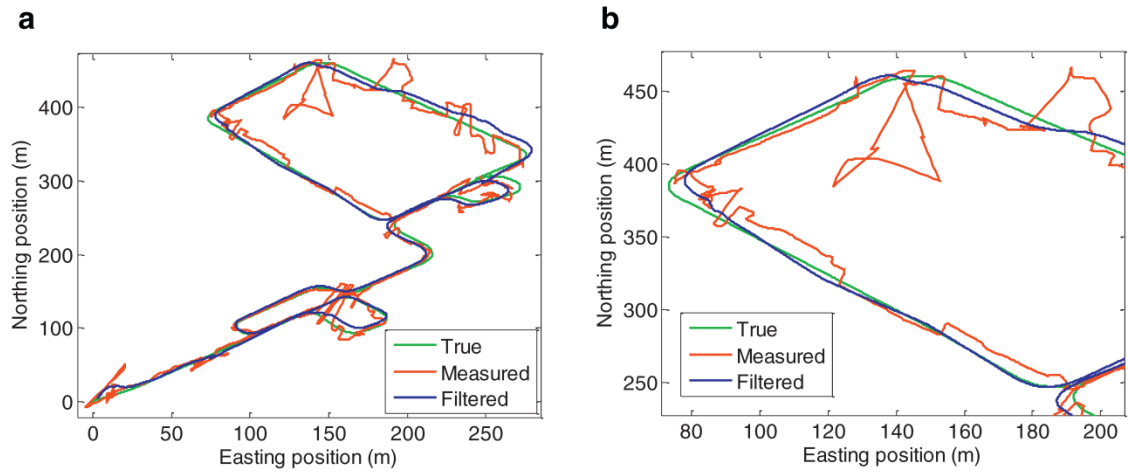 a
400
300
200
100
0
Northing position (m)
0 50 100 150 200 250
Easting position (m)
True
Measured
Filtered
b
450
400
350
300
250
Northing position (m)
80 100 120 140 160 180 200
Easting position (m)
True
Measured
Filtered